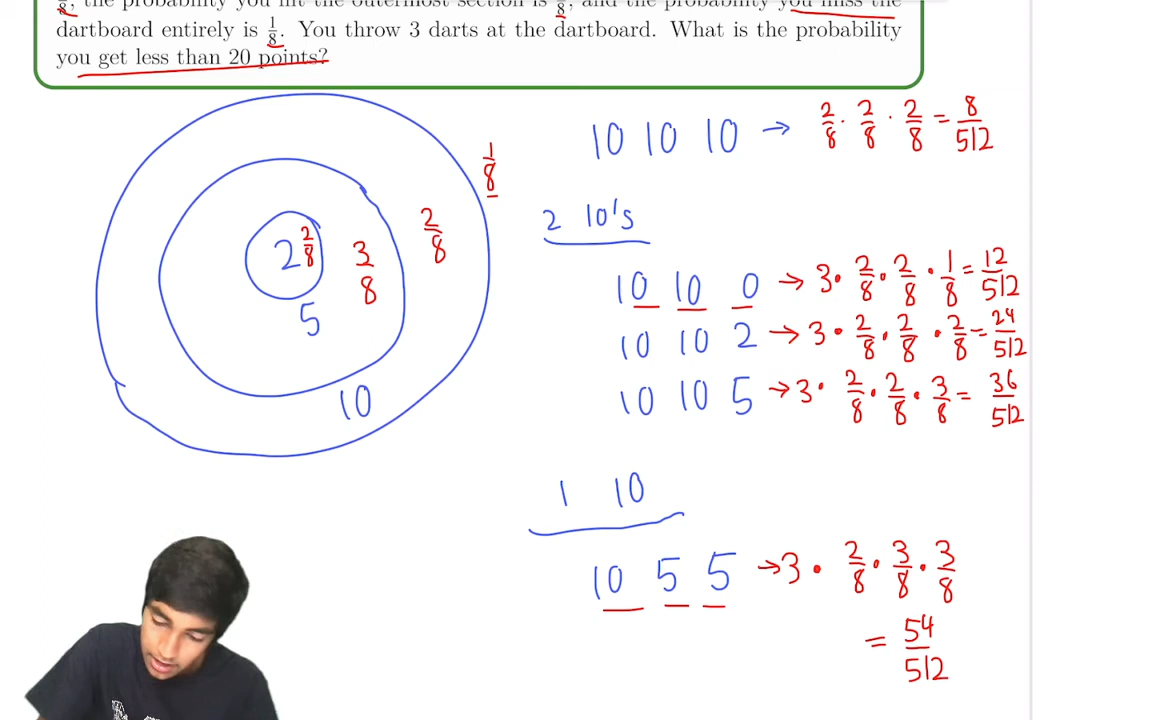 the probability you hit the outermost section is 2/8, and the probability you miss the
dartboard entirely is 1/8. You throw 3 darts at the dartboard. What is the probability
you get less than 20 points?
10 10 10 → 2/8 · 2/8 · 2/8 = 8/512
1/8
2 10's
2/8
2 2/8
3/8
10 10 0 → 3 · 2/8 · 2/8 · 1/8 = 12/512
5
10 10 2 → 3 · 2/8 · 2/8 · 2/8 = 24/512
10
10 10 5 → 3 · 2/8 · 2/8 · 3/8 = 36/512
1 10
10 5 5 → 3 · 2/8 · 3/8 · 3/8
= 54/512